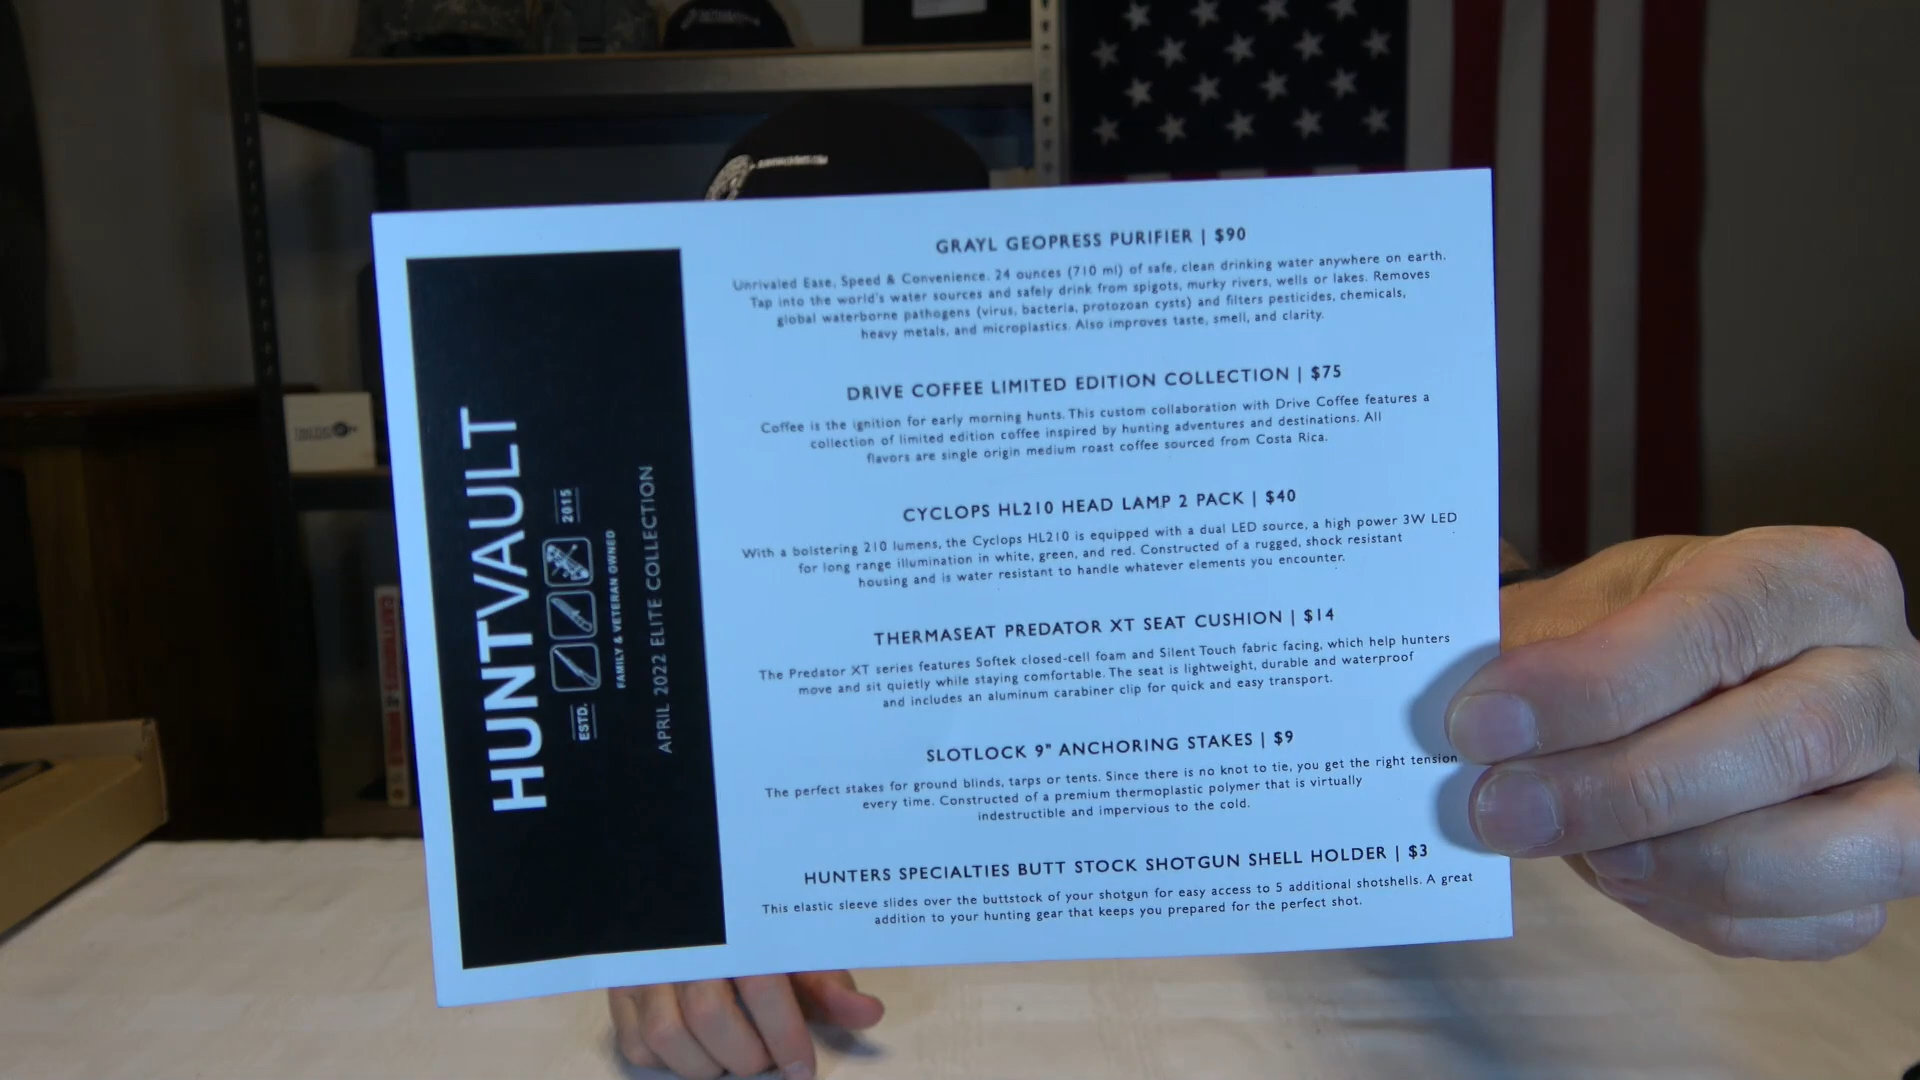 HUNTVAULT
ESTD. 2015
FAMILY & VETERAN OWNED
APRIL 2022 ELITE COLLECTION
GRAYL GEOPRESS PURIFIER | $90
Unrivaled Ease, Speed & Convenience. 24 ounces (710 ml) of safe, clean drinking water anywhere on earth.
Tap into the world's water sources and safely drink from spigots, murky rivers, wells or lakes. Removes
global waterborne pathogens (virus, bacteria, protozoan cysts) and filters pesticides, chemicals,
heavy metals, and microplastics. Also improves taste, smell, and clarity.
DRIVE COFFEE LIMITED EDITION COLLECTION | $75
Coffee is the ignition for early morning hunts. This custom collaboration with Drive Coffee features a
collection of limited edition coffee inspired by hunting adventures and destinations. All
flavors are single origin medium roast coffee sourced from Costa Rica.
CYCLOPS HL210 HEAD LAMP 2 PACK | $40
With a bolstering 210 lumens, the Cyclops HL210 is equipped with a dual LED source, a high power 3W LED
for long range illumination in white, green, and red. Constructed of a rugged, shock resistant
housing and is water resistant to handle whatever elements you encounter.
THERMASEAT PREDATOR XT SEAT CUSHION | $14
The Predator XT series features Softek closed-cell foam and Silent Touch fabric facing, which help hunters
move and sit quietly while staying comfortable. The seat is lightweight, durable and waterproof
and includes an aluminum carabiner clip for quick and easy transport.
SLOTLOCK 9" ANCHORING STAKES | $9
The perfect stakes for ground blinds, tarps or tents. Since there is no knot to tie, you get the right tension
every time. Constructed of a premium thermoplastic polymer that is virtually
indestructible and impervious to the cold.
HUNTERS SPECIALTIES BUTT STOCK SHOTGUN SHELL HOLDER | $3
This elastic sleeve slides over the buttstock of your shotgun for easy access to 5 additional shotshells. A great
addition to your hunting gear that keeps you prepared for the perfect shot.